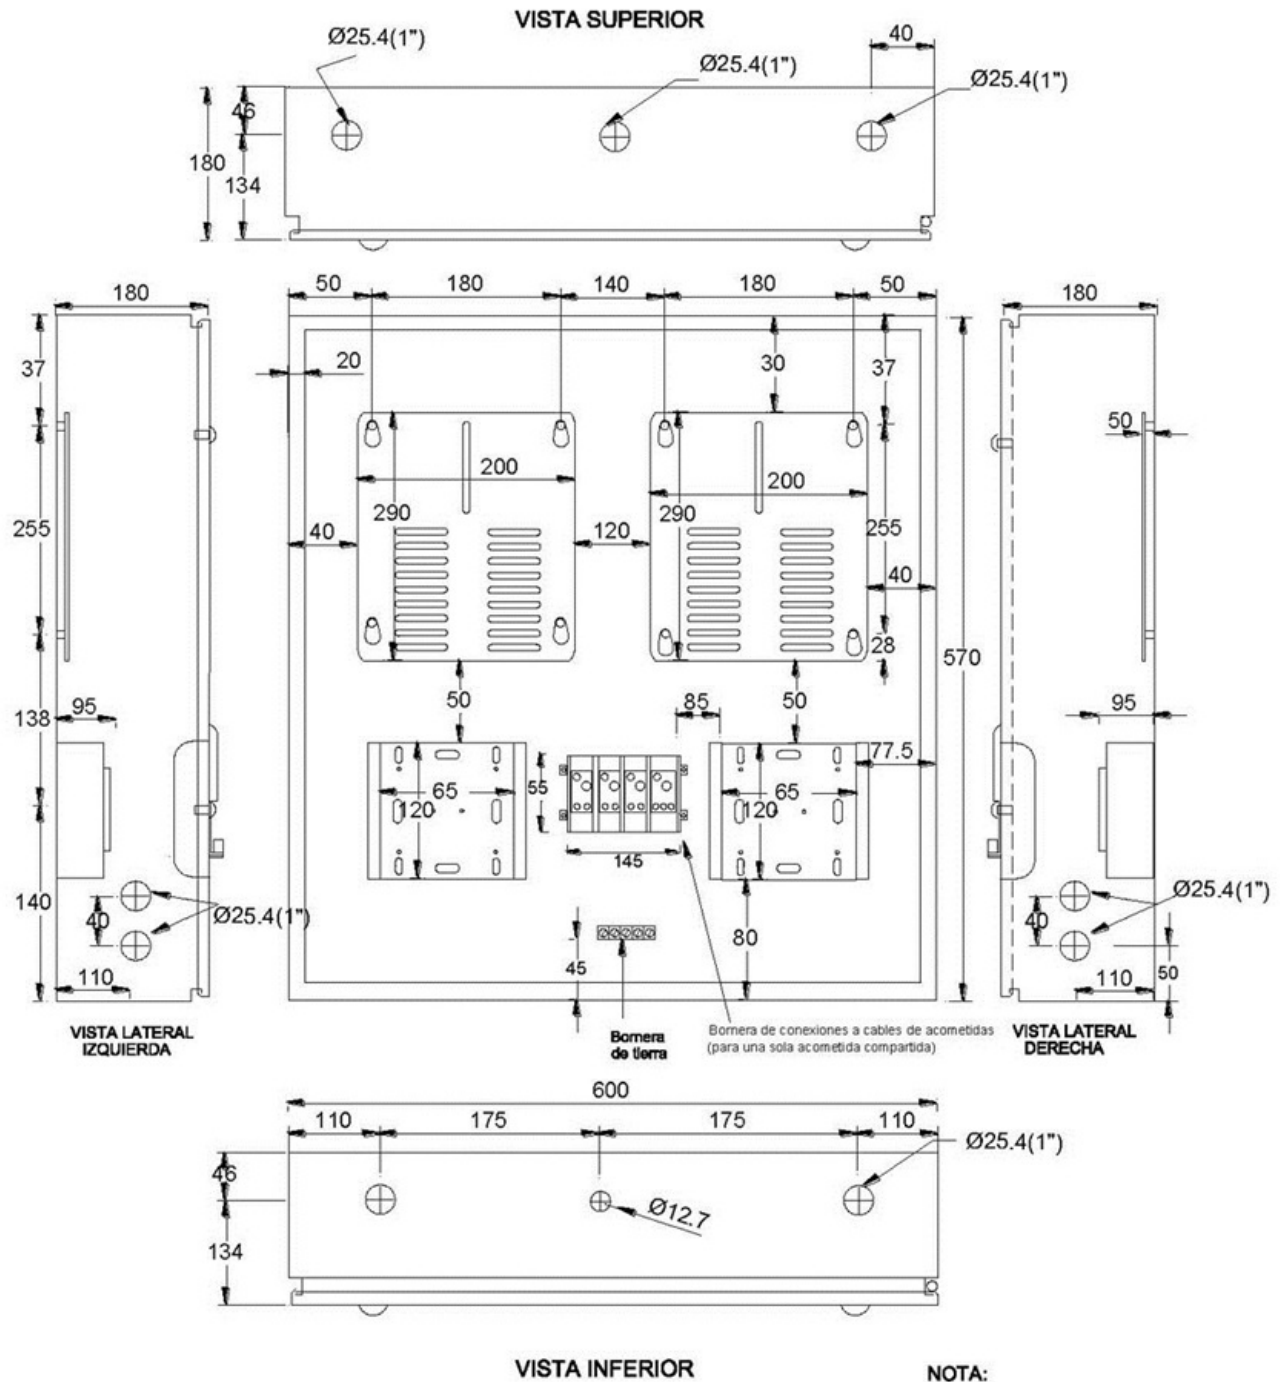 VISTA SUPERIOR
Ø25.4(1")
Ø25.4(1")
40
Ø25.4(1")
46
180
134
50 180 140 180 50
180
180
37
20
30
37
50
200
200
255
290
290
255
40
120
40
28
570
50
50
138
95
85
95
77.5
65
55
65
120
120
145
140
40
Ø25.4(1")
Ø25.4(1")
40
80
45
110
110
50
VISTA LATERAL
IZQUIERDA
Bornera
de tierra
Bornera de conexiones a cables de acometidas
(para una sola acometida compartida)
VISTA LATERAL
DERECHA
600
110 175 175 110
Ø25.4(1")
46
Ø12.7
134
VISTA INFERIOR
NOTA: